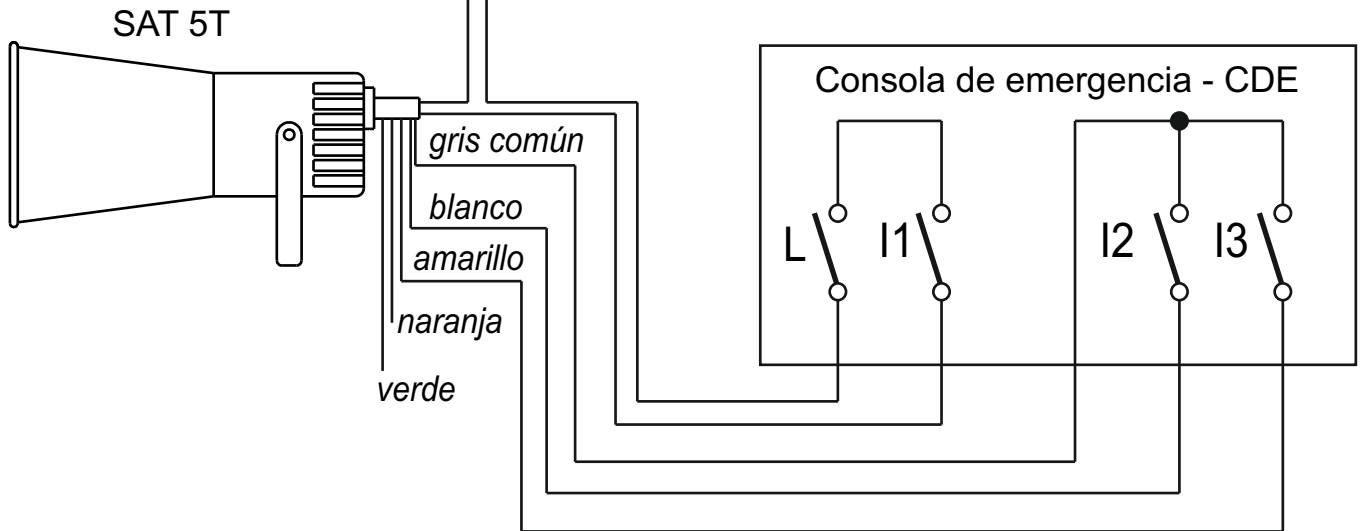 SAT 5T
Consola de emergencia - CDE
gris común
blanco
amarillo
naranja
verde
L
I1
I2
I3